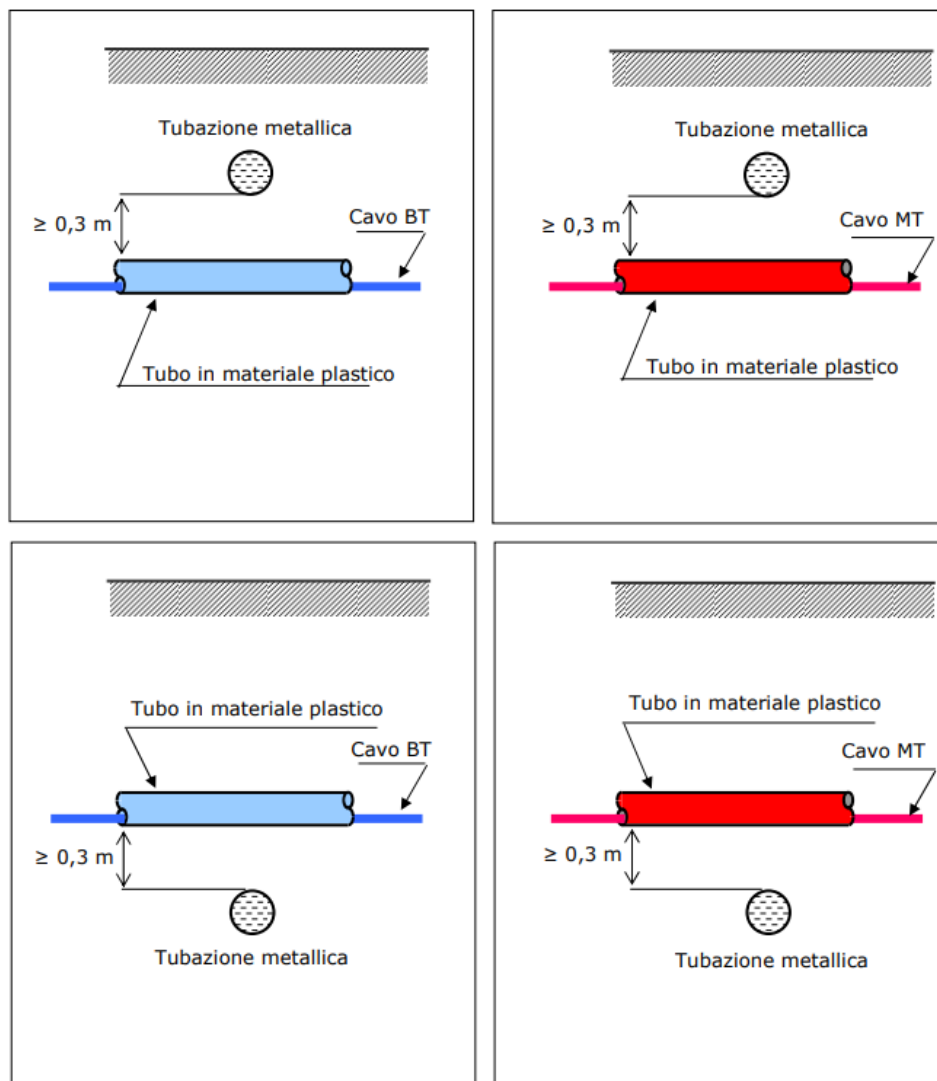 Tubazione metallica
≥ 0,3 m
Cavo BT
Tubo in materiale plastico
Tubazione metallica
≥ 0,3 m
Cavo MT
Tubo in materiale plastico
Tubo in materiale plastico
Cavo BT
≥ 0,3 m
Tubazione metallica
Tubo in materiale plastico
Cavo MT
≥ 0,3 m
Tubazione metallica